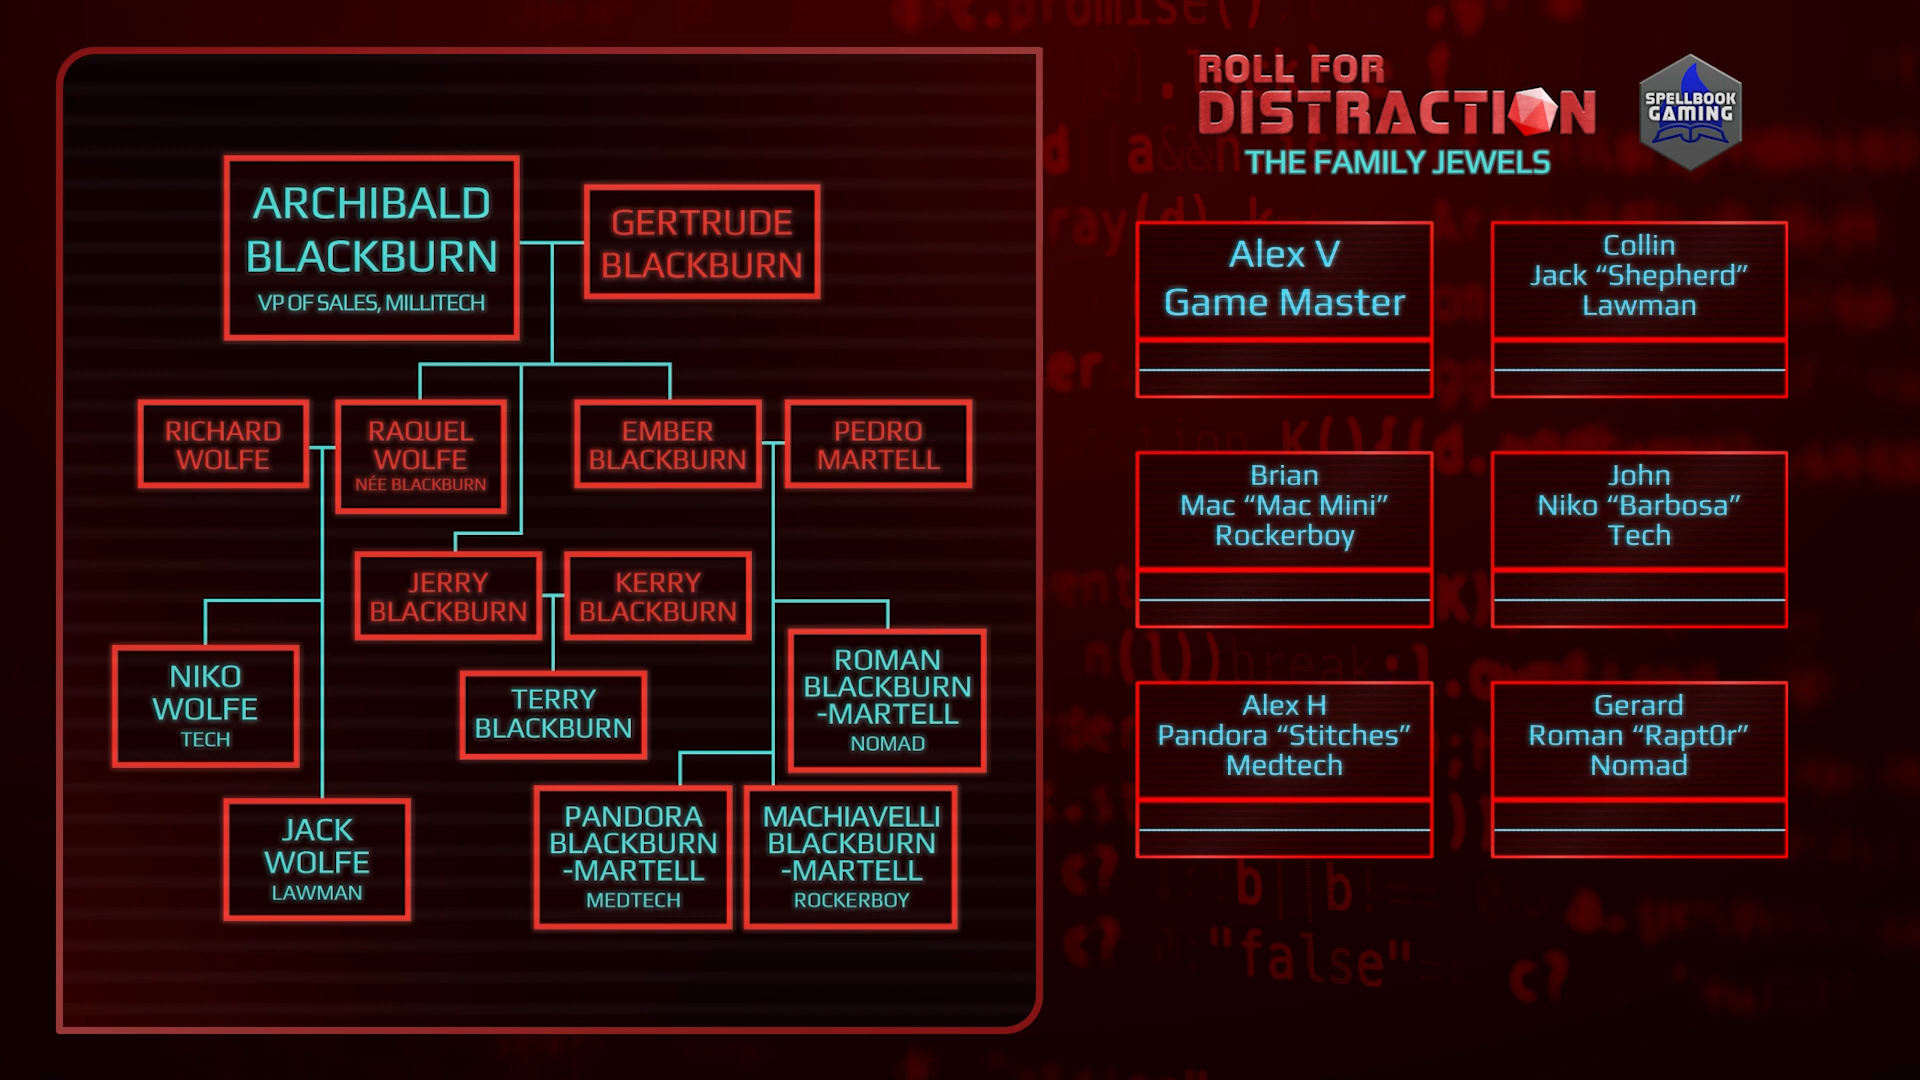 ARCHIBALD
BLACKBURN
VP OF SALES, MILLITECH
GERTRUDE
BLACKBURN
RICHARD
WOLFE
RAQUEL
WOLFE
NÉE BLACKBURN
EMBER
BLACKBURN
PEDRO
MARTELL
JERRY
BLACKBURN
KERRY
BLACKBURN
NIKO
WOLFE
TECH
TERRY
BLACKBURN
ROMAN
BLACKBURN
-MARTELL
NOMAD
JACK
WOLFE
LAWMAN
PANDORA
BLACKBURN
-MARTELL
MEDTECH
MACHIAVELLI
BLACKBURN
-MARTELL
ROCKERBOY
ROLL FOR
DISTRACTION
THE FAMILY JEWELS
SPELLBOOK
GAMING
Alex V
Game Master
Collin
Jack “Shepherd”
Lawman
Brian
Mac “Mac Mini”
Rockerboy
John
Niko “Barbosa”
Tech
Alex H
Pandora “Stitches”
Medtech
Gerard
Roman “Rapt0r”
Nomad
"false"